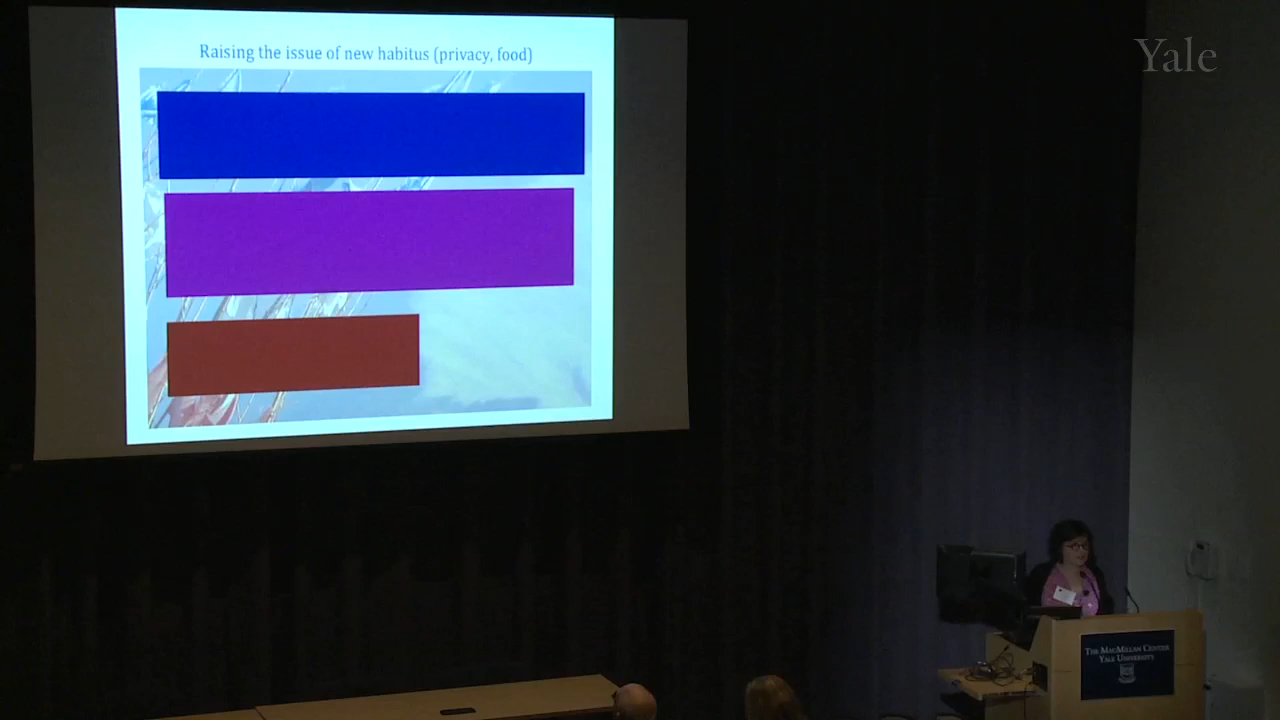 Raising the issue of new habitus (privacy, food)
Yale
THE MACMILLAN CENTER
YALE UNIVERSITY